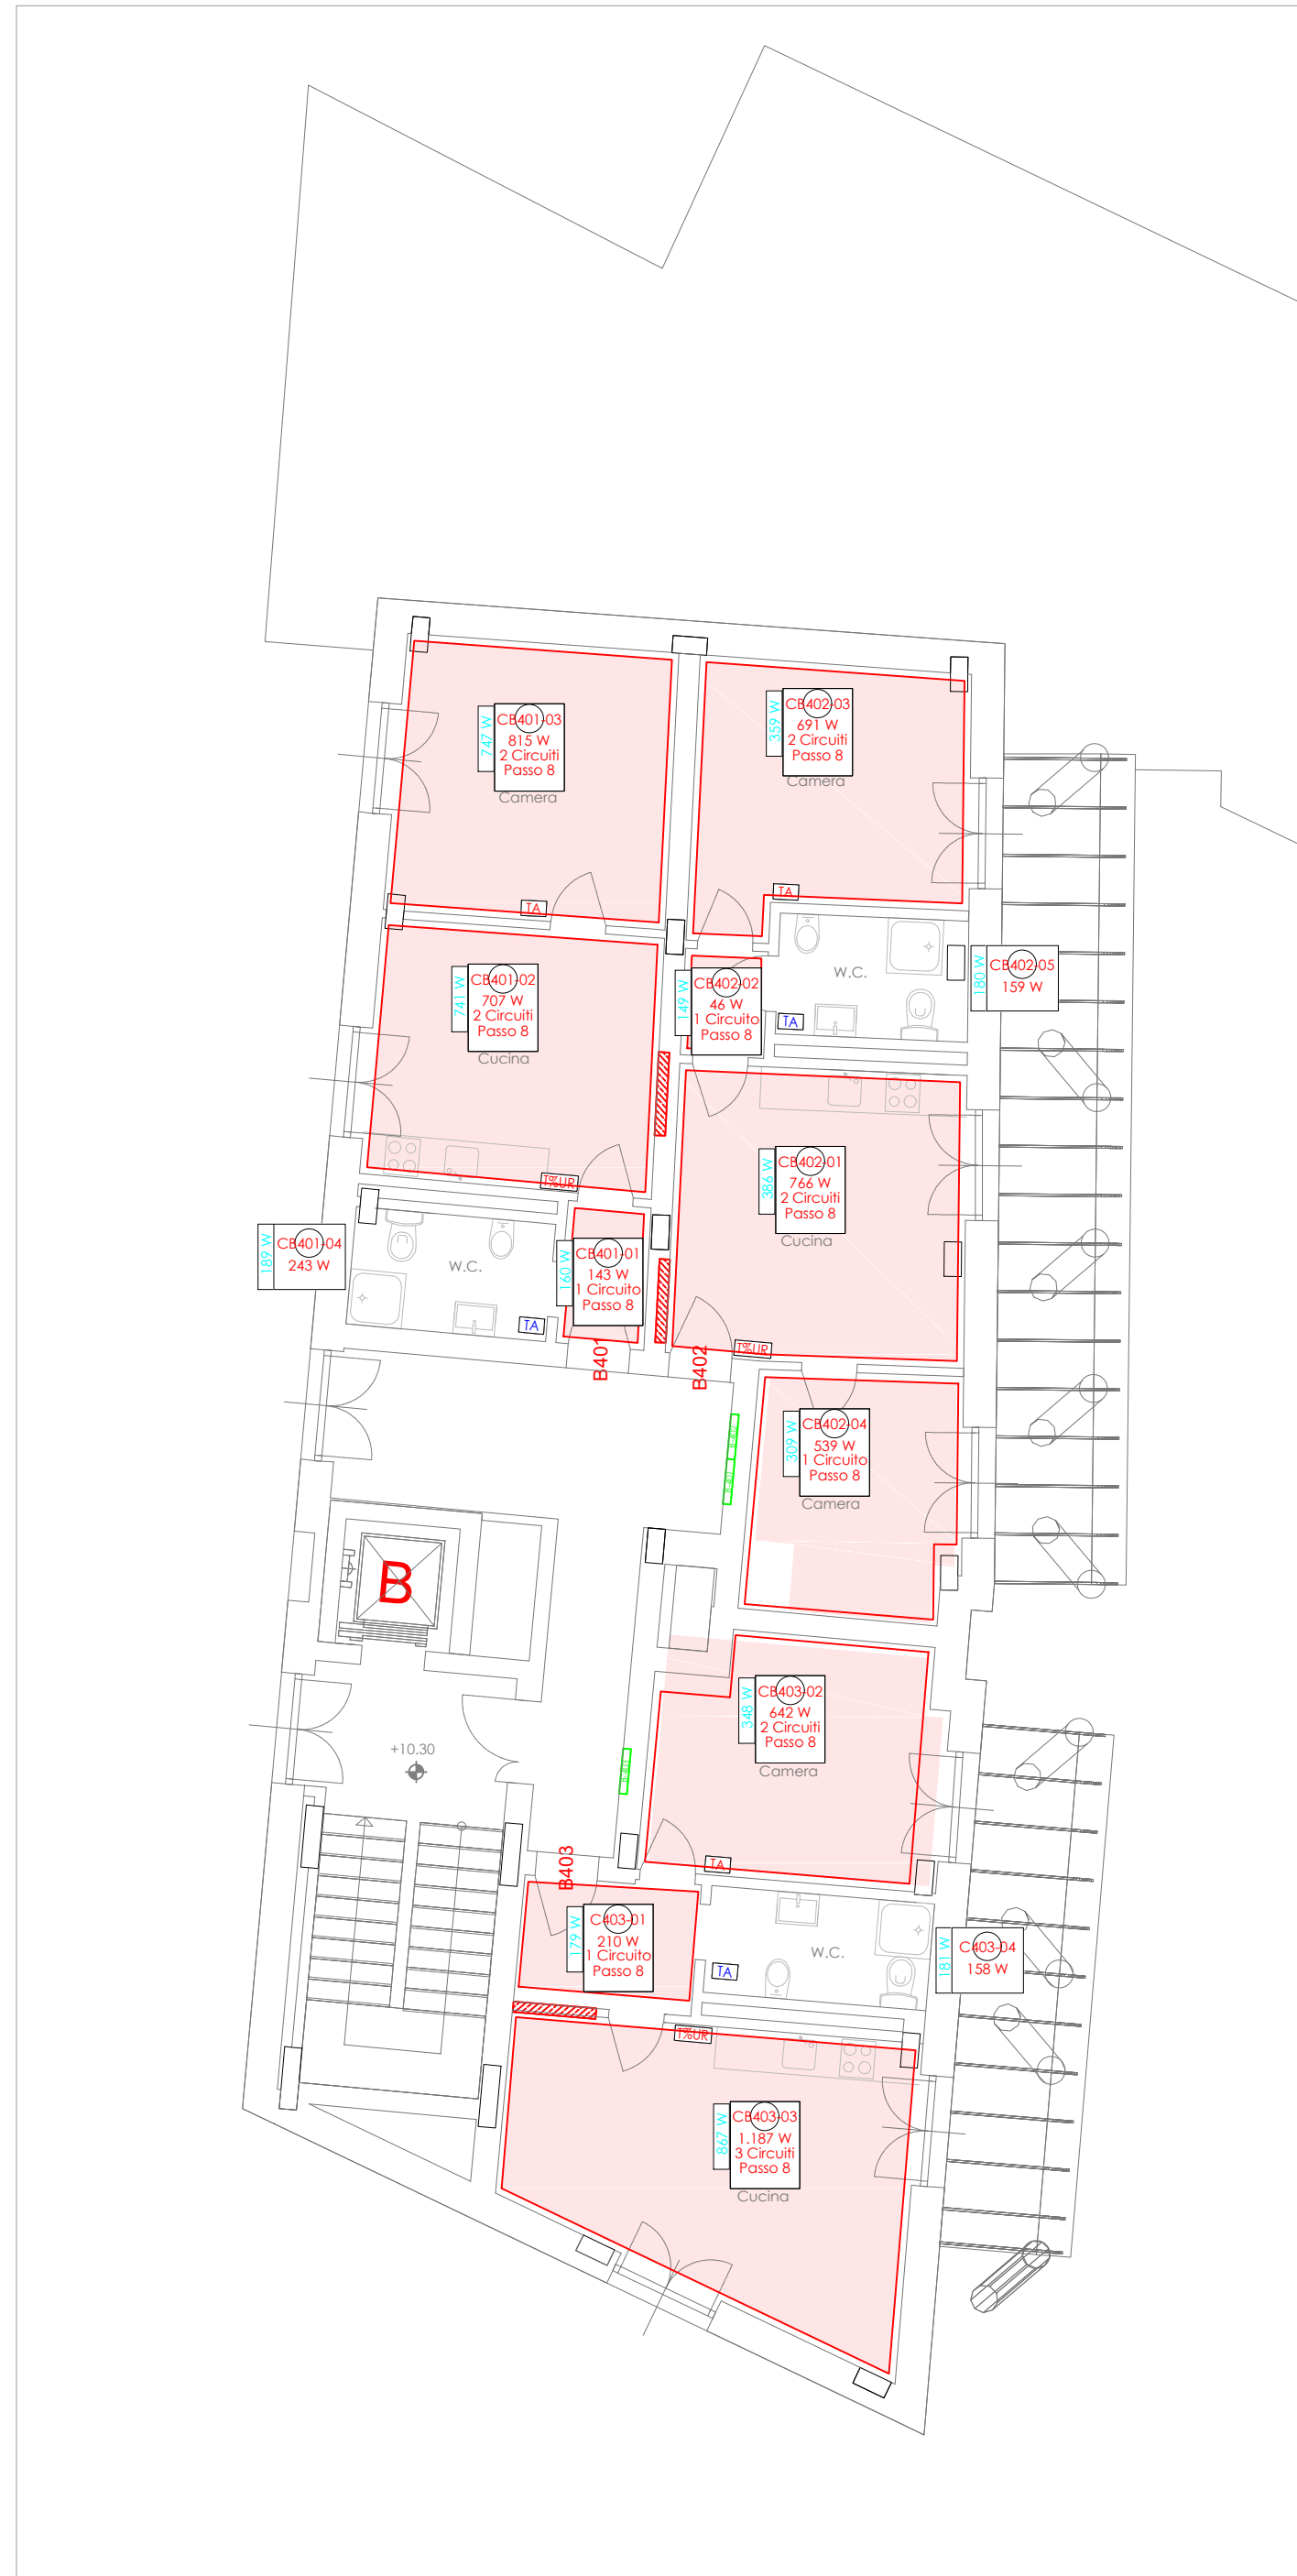 CB401-03
815 W
2 Circuiti
Passo 8
747 W
Camera
CB402-03
691 W
2 Circuiti
Passo 8
359 W
Camera
TA
TA
CB401-02
707 W
2 Circuiti
Passo 8
741 W
Cucina
CB402-02
46 W
1 Circuito
Passo 8
149 W
W.C.
TA
CB402-05
159 W
180 W
CB402-01
766 W
2 Circuiti
Passo 8
386 W
Cucina
T%UR
T%UR
CB401-04
243 W
189 W
W.C.
TA
CB401-01
143 W
1 Circuito
Passo 8
160 W
B401
B402
CB402-04
539 W
1 Circuito
Passo 8
309 W
Camera
B
CB403-02
642 W
2 Circuiti
Passo 8
348 W
Camera
+10.30
TA
B403
C403-01
210 W
1 Circuito
Passo 8
179 W
W.C.
TA
C403-04
158 W
181 W
T%UR
CB403-03
1.187 W
3 Circuiti
Passo 8
867 W
Cucina